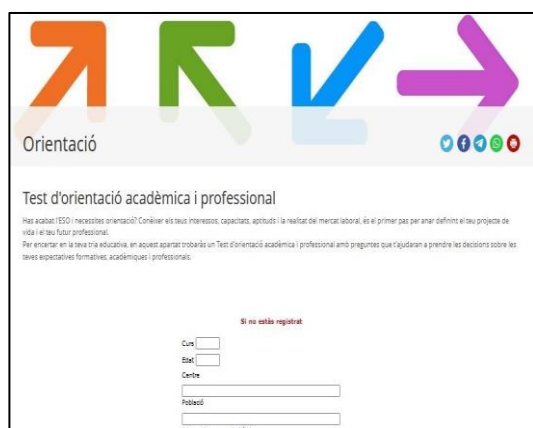 Orientació
Test d'orientació acadèmica i professional
Has acabat l'ESO i necessites orientació? Conèixer els teus interessos, capacitats, aptituds i la realitat del mercat laboral, és el primer pas per anar definint el teu projecte de
vida i el teu futur professional.
Per encertar en la teva tria educativa, en aquest apartat trobaràs un Test d'orientació acadèmica i professional amb preguntes que t'ajudaran a prendre les decisions sobre les
teves expectatives formatives, acadèmiques i professionals.
Si no estàs registrat
Curs
Edat
Centre
Població